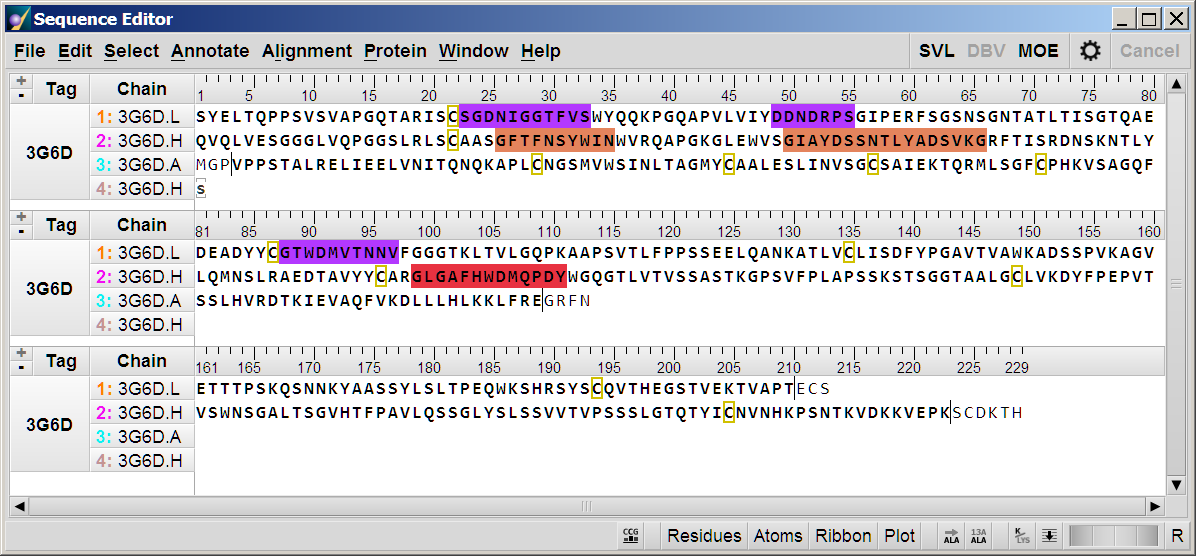 Sequence Editor
File Edit Select Annotate Alignment Protein Window Help SVL DBV MOE Cancel
+ - Tag Chain 1 5 10 15 20 25 30 35 40 45 50 55 60 65 70 75 80
3G6D
1: 3G6D.L SYELTQPPSVSVAPGQTARISCSGDNIGGTFVSWYQQKPGQAPVLVIYDDNDRPSGIPERFSGSNSGNTATLTISGTQAE
2: 3G6D.H QVQLVESGGGLVQPGGSLRLSCAASGFTFNSYWINWVRQAPGKGLEWVSGIAYDSSNTLYADSVKGRFTISRDNSKNTLY
3: 3G6D.A MGPVPPSTALRELIEELVNITQNQKAPLCNGSMVWSINLTAGMYCAALESLINVSGCSAIEKTQRMLSGFCPHKVSAGQF
4: 3G6D.H s
+ - Tag Chain 81 85 90 95 100 105 110 115 120 125 130 135 140 145 150 155 160
3G6D
1: 3G6D.L DEADYYCGTWDMVTNNVFGGGTKLTVLGQPKAAPSVTLFPPSSEELQANKATLVCLISDFYPGAVTVAWKADSSPVKAGV
2: 3G6D.H LQMNSLRAEDTAVYYCARGLGAFHWDMQPDYWGQGTLVTVSSASTKGPSVFPLAPSSKSTSGGTAALGCLVKDYFPEPVT
3: 3G6D.A SSLHVRDTKIEVAQFVKDLLLHLKKLFREGRFN
4: 3G6D.H
+ - Tag Chain 161 165 170 175 180 185 190 195 200 205 210 215 220 225 229
3G6D
1: 3G6D.L ETTTPSKQSNNKYAASSYLSLTPEQWKSHRSYSCQVTHEGSTVEKTVAPTECS
2: 3G6D.H VSWNSGALTSGVHTFPAVLQSSGLYSLSSVVTVPSSSLGTQTYICNVNHKPSNTKVDKKVEPKSCDKTH
3: 3G6D.A
4: 3G6D.H
CCG Residues Atoms Ribbon Plot ALA 13A ALA K LYS R